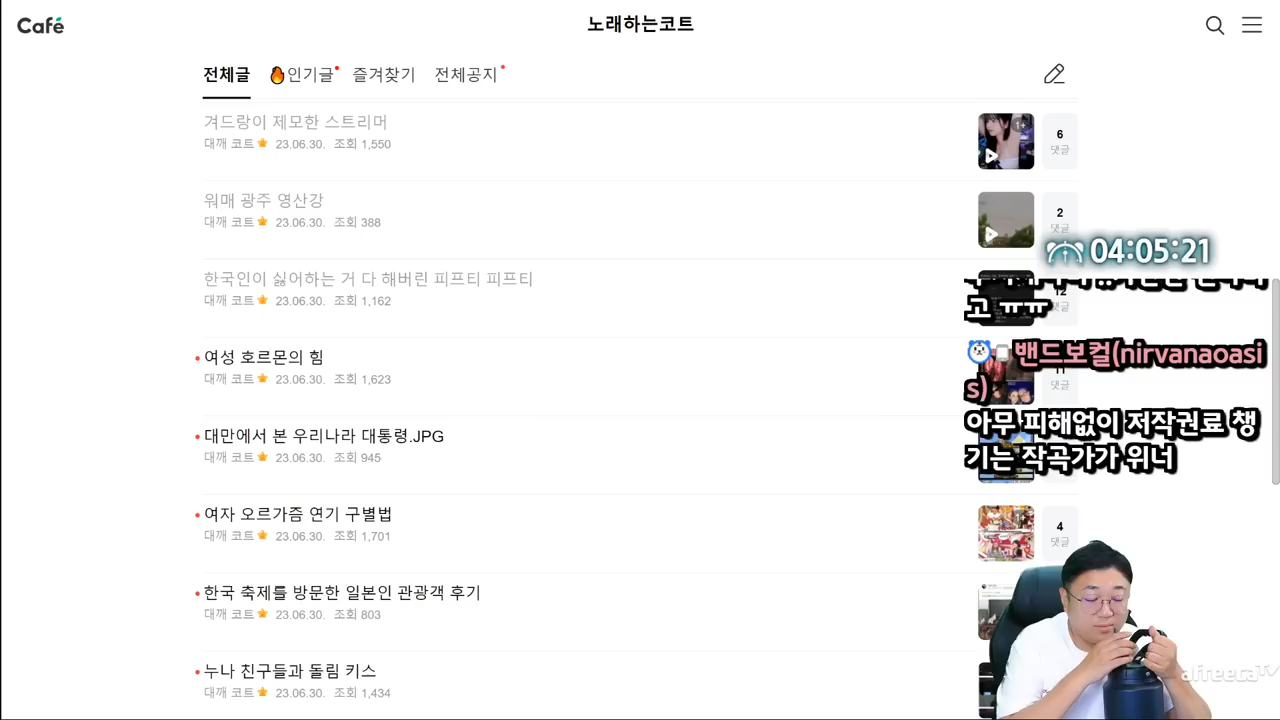 Café
노래하는코트
전체글 인기글 즐겨찾기 전체공지
겨드랑이 제모한 스트리머
대깨 코트 23.06.30. 조회 1,550
6
댓글
워매 광주 영산강
대깨 코트 23.06.30. 조회 388
2
댓글
04:05:21
한국인이 싫어하는 거 다 해버린 피프티 피프티
대깨 코트 23.06.30. 조회 1,162
12
댓글
고 ㅠㅠ
여성 호르몬의 힘
대깨 코트 23.06.30. 조회 1,623
11
댓글
밴드보컬(nirvanaoasi
s)
아무 피해없이 저작권료 챙
기는 작곡가가 위너
대만에서 본 우리나라 대통령.JPG
대깨 코트 23.06.30. 조회 945
여자 오르가즘 연기 구별법
대깨 코트 23.06.30. 조회 1,701
4
댓글
한국 축제를 방문한 일본인 관광객 후기
대깨 코트 23.06.30. 조회 803
누나 친구들과 돌림 키스
대깨 코트 23.06.30. 조회 1,434
afreecaTV